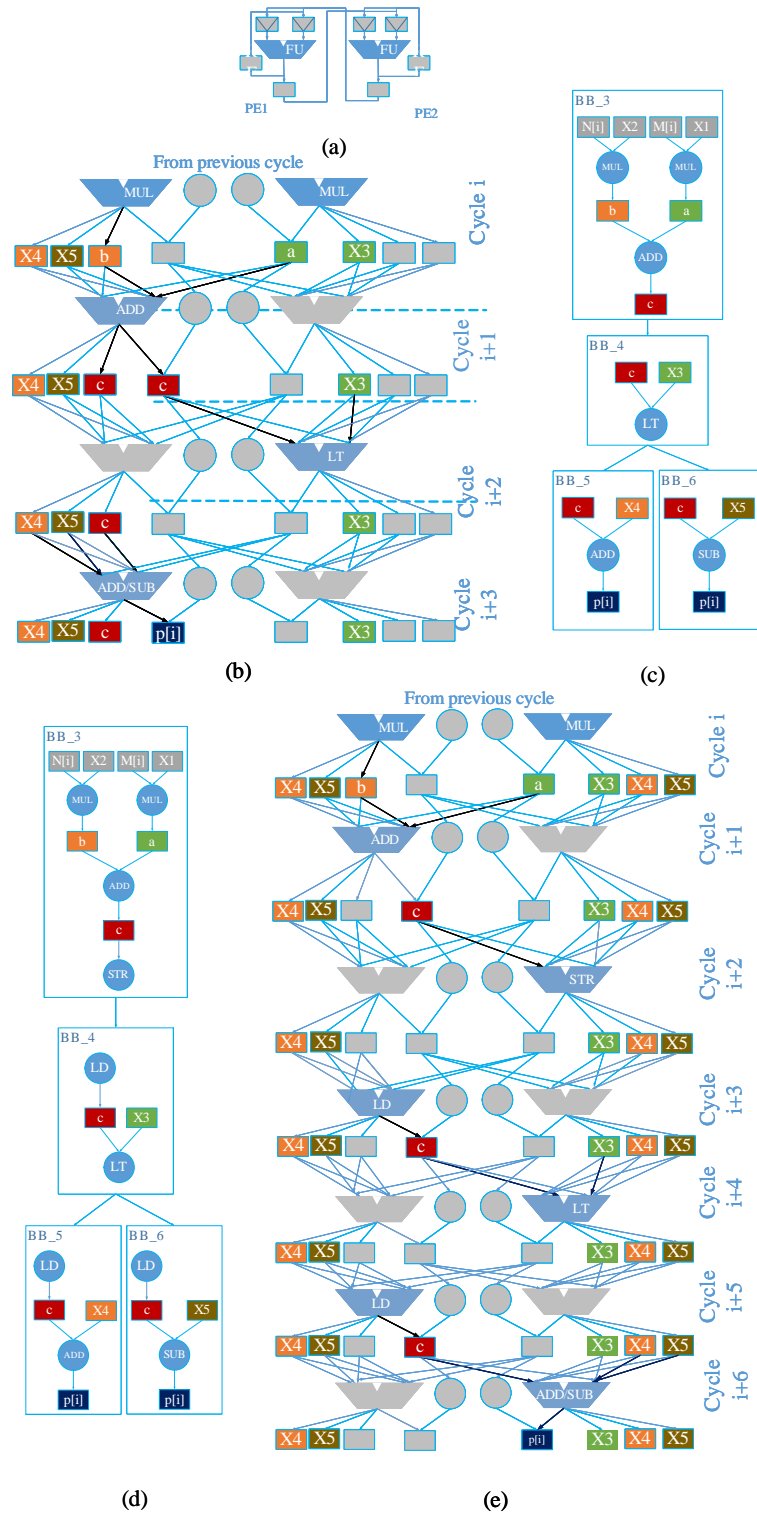 FU FU
PE1 PE2
(a)
From previous cycle
MUL MUL
Cycle i
X4 X5 b a X3
ADD
Cycle
i+1
X4 X5 c c X3
LT
Cycle
i+2
X4 X5 c X3
ADD/SUB
Cycle
i+3
X4 X5 c p[i] X3
(b)
BB_3
N[i] X2 M[i] X1
MUL MUL
b a
ADD
c
BB_4
c X3
LT
BB_5 BB_6
c X4 c X5
ADD SUB
p[i] p[i]
(c)
BB_3
N[i] X2 M[i] X1
MUL MUL
b a
ADD
c
STR
BB_4
LD
c X3
LT
BB_5 BB_6
LD LD
c X4 c X5
ADD SUB
p[i] p[i]
(d)
From previous cycle
MUL MUL
Cycle i
X4 X5 b a X3 X4 X5
ADD
Cycle
i+1
X4 X5 c X3 X4 X5
STR
Cycle
i+2
X4 X5 X3 X4 X5
LD
Cycle
i+3
X4 X5 c X3 X4 X5
LT
Cycle
i+4
X4 X5 X3 X4 X5
LD
Cycle
i+5
X4 X5 c X3 X4 X5
ADD/SUB
Cycle
i+6
X4 X5 p[i] X3 X4 X5
(e)